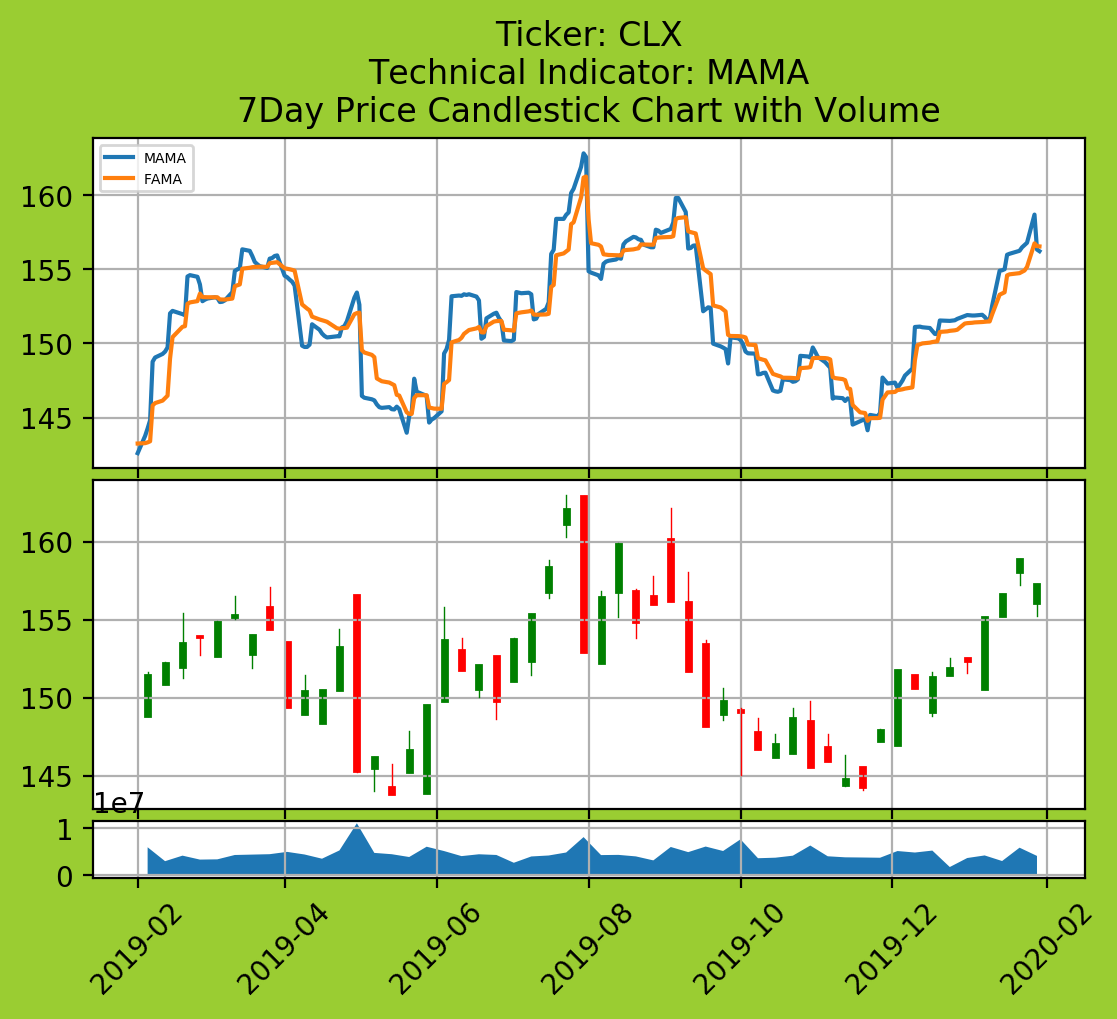 Ticker: CLX
Technical Indicator: MAMA
7Day Price Candlestick Chart with Volume
MAMA
FAMA
160
155
150
145
160
155
150
145
1e7
1
0
2019-02
2019-04
2019-06
2019-08
2019-10
2019-12
2020-02